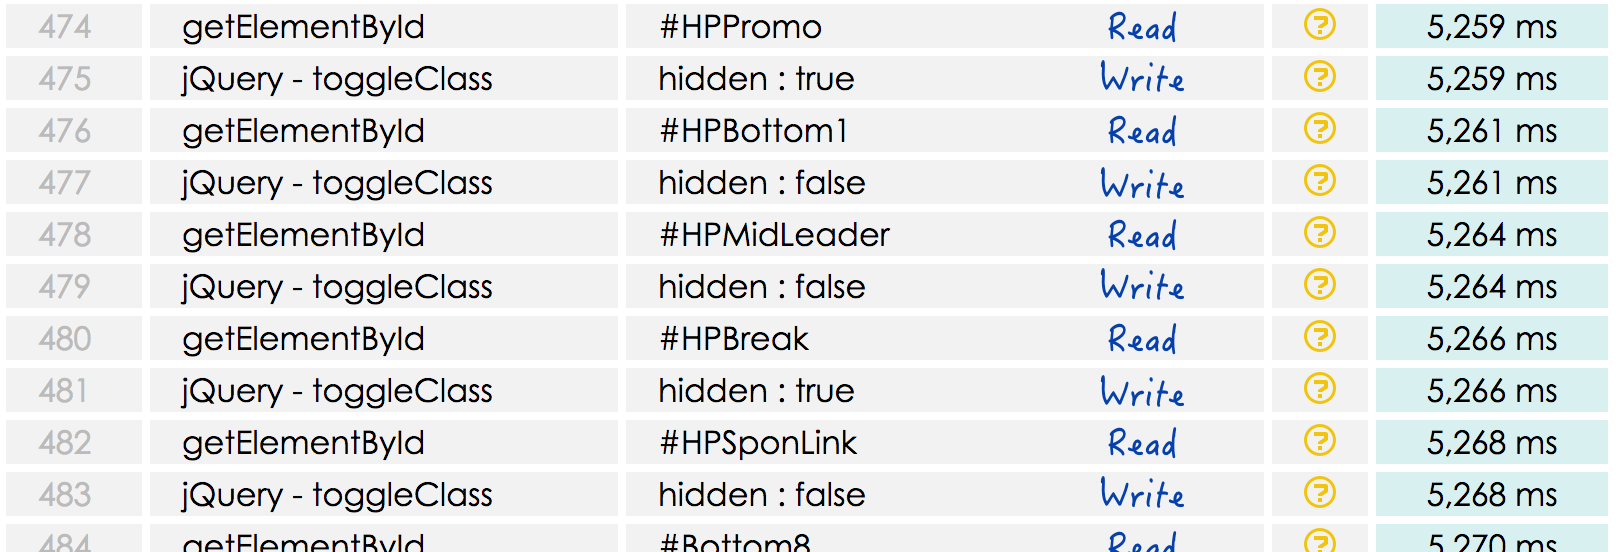 474 getElementById #HPPromo Read ? 5,259 ms
475 jQuery - toggleClass hidden : true Write ? 5,259 ms
476 getElementById #HPBottom1 Read ? 5,261 ms
477 jQuery - toggleClass hidden : false Write ? 5,261 ms
478 getElementById #HPMidLeader Read ? 5,264 ms
479 jQuery - toggleClass hidden : false Write ? 5,264 ms
480 getElementById #HPBreak Read ? 5,266 ms
481 jQuery - toggleClass hidden : true Write ? 5,266 ms
482 getElementById #HPSponLink Read ? 5,268 ms
483 jQuery - toggleClass hidden : false Write ? 5,268 ms
484 getElementById #Bottom8 Read ? 5,270 ms